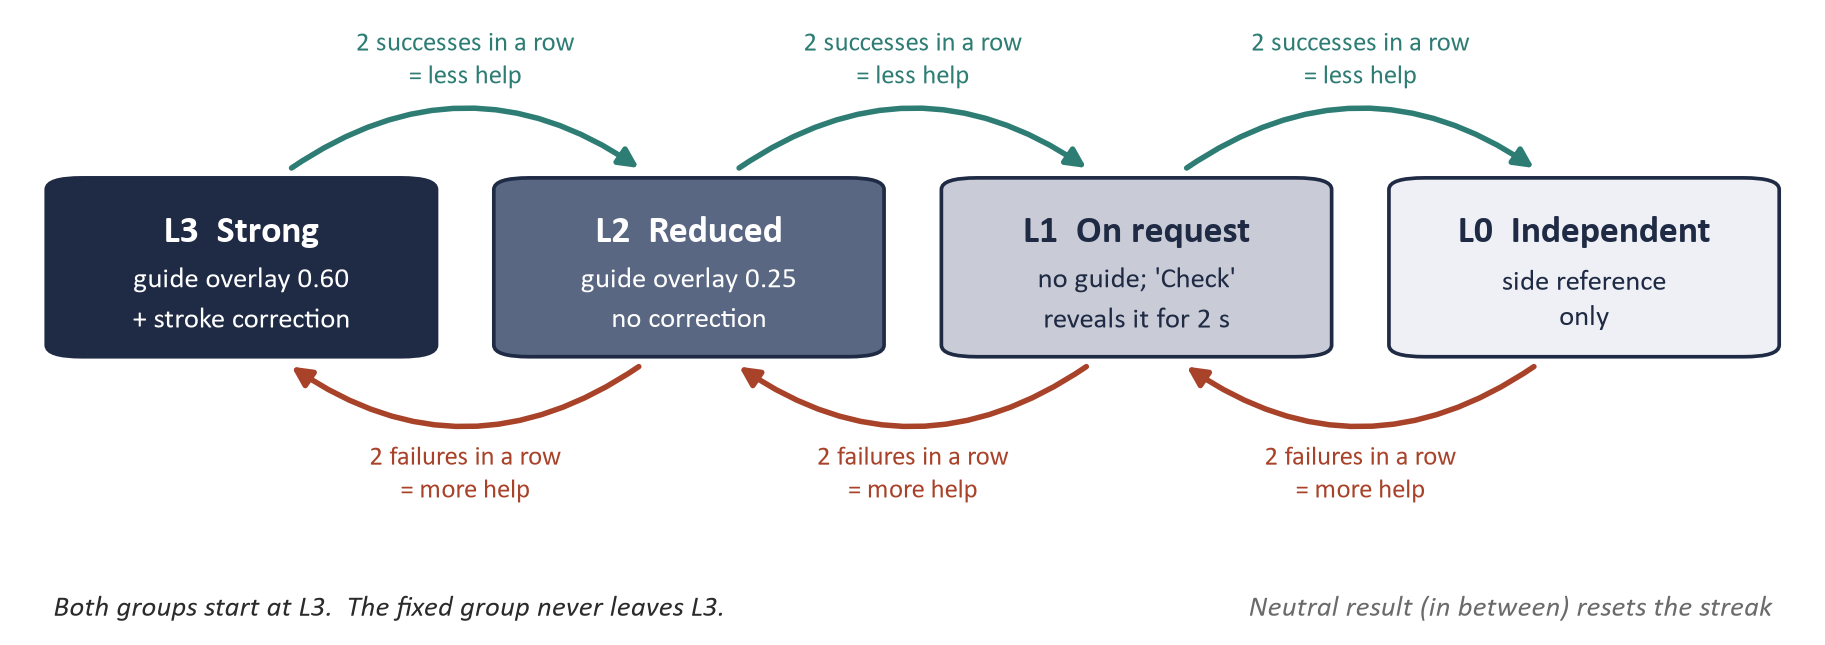 2 successes in a row
= less help
2 successes in a row
= less help
2 successes in a row
= less help
L3  Strong
guide overlay 0.60
+ stroke correction
L2  Reduced
guide overlay 0.25
no correction
L1  On request
no guide; 'Check'
reveals it for 2 s
L0  Independent
side reference
only
2 failures in a row
= more help
2 failures in a row
= more help
2 failures in a row
= more help
Both groups start at L3.  The fixed group never leaves L3.
Neutral result (in between) resets the streak